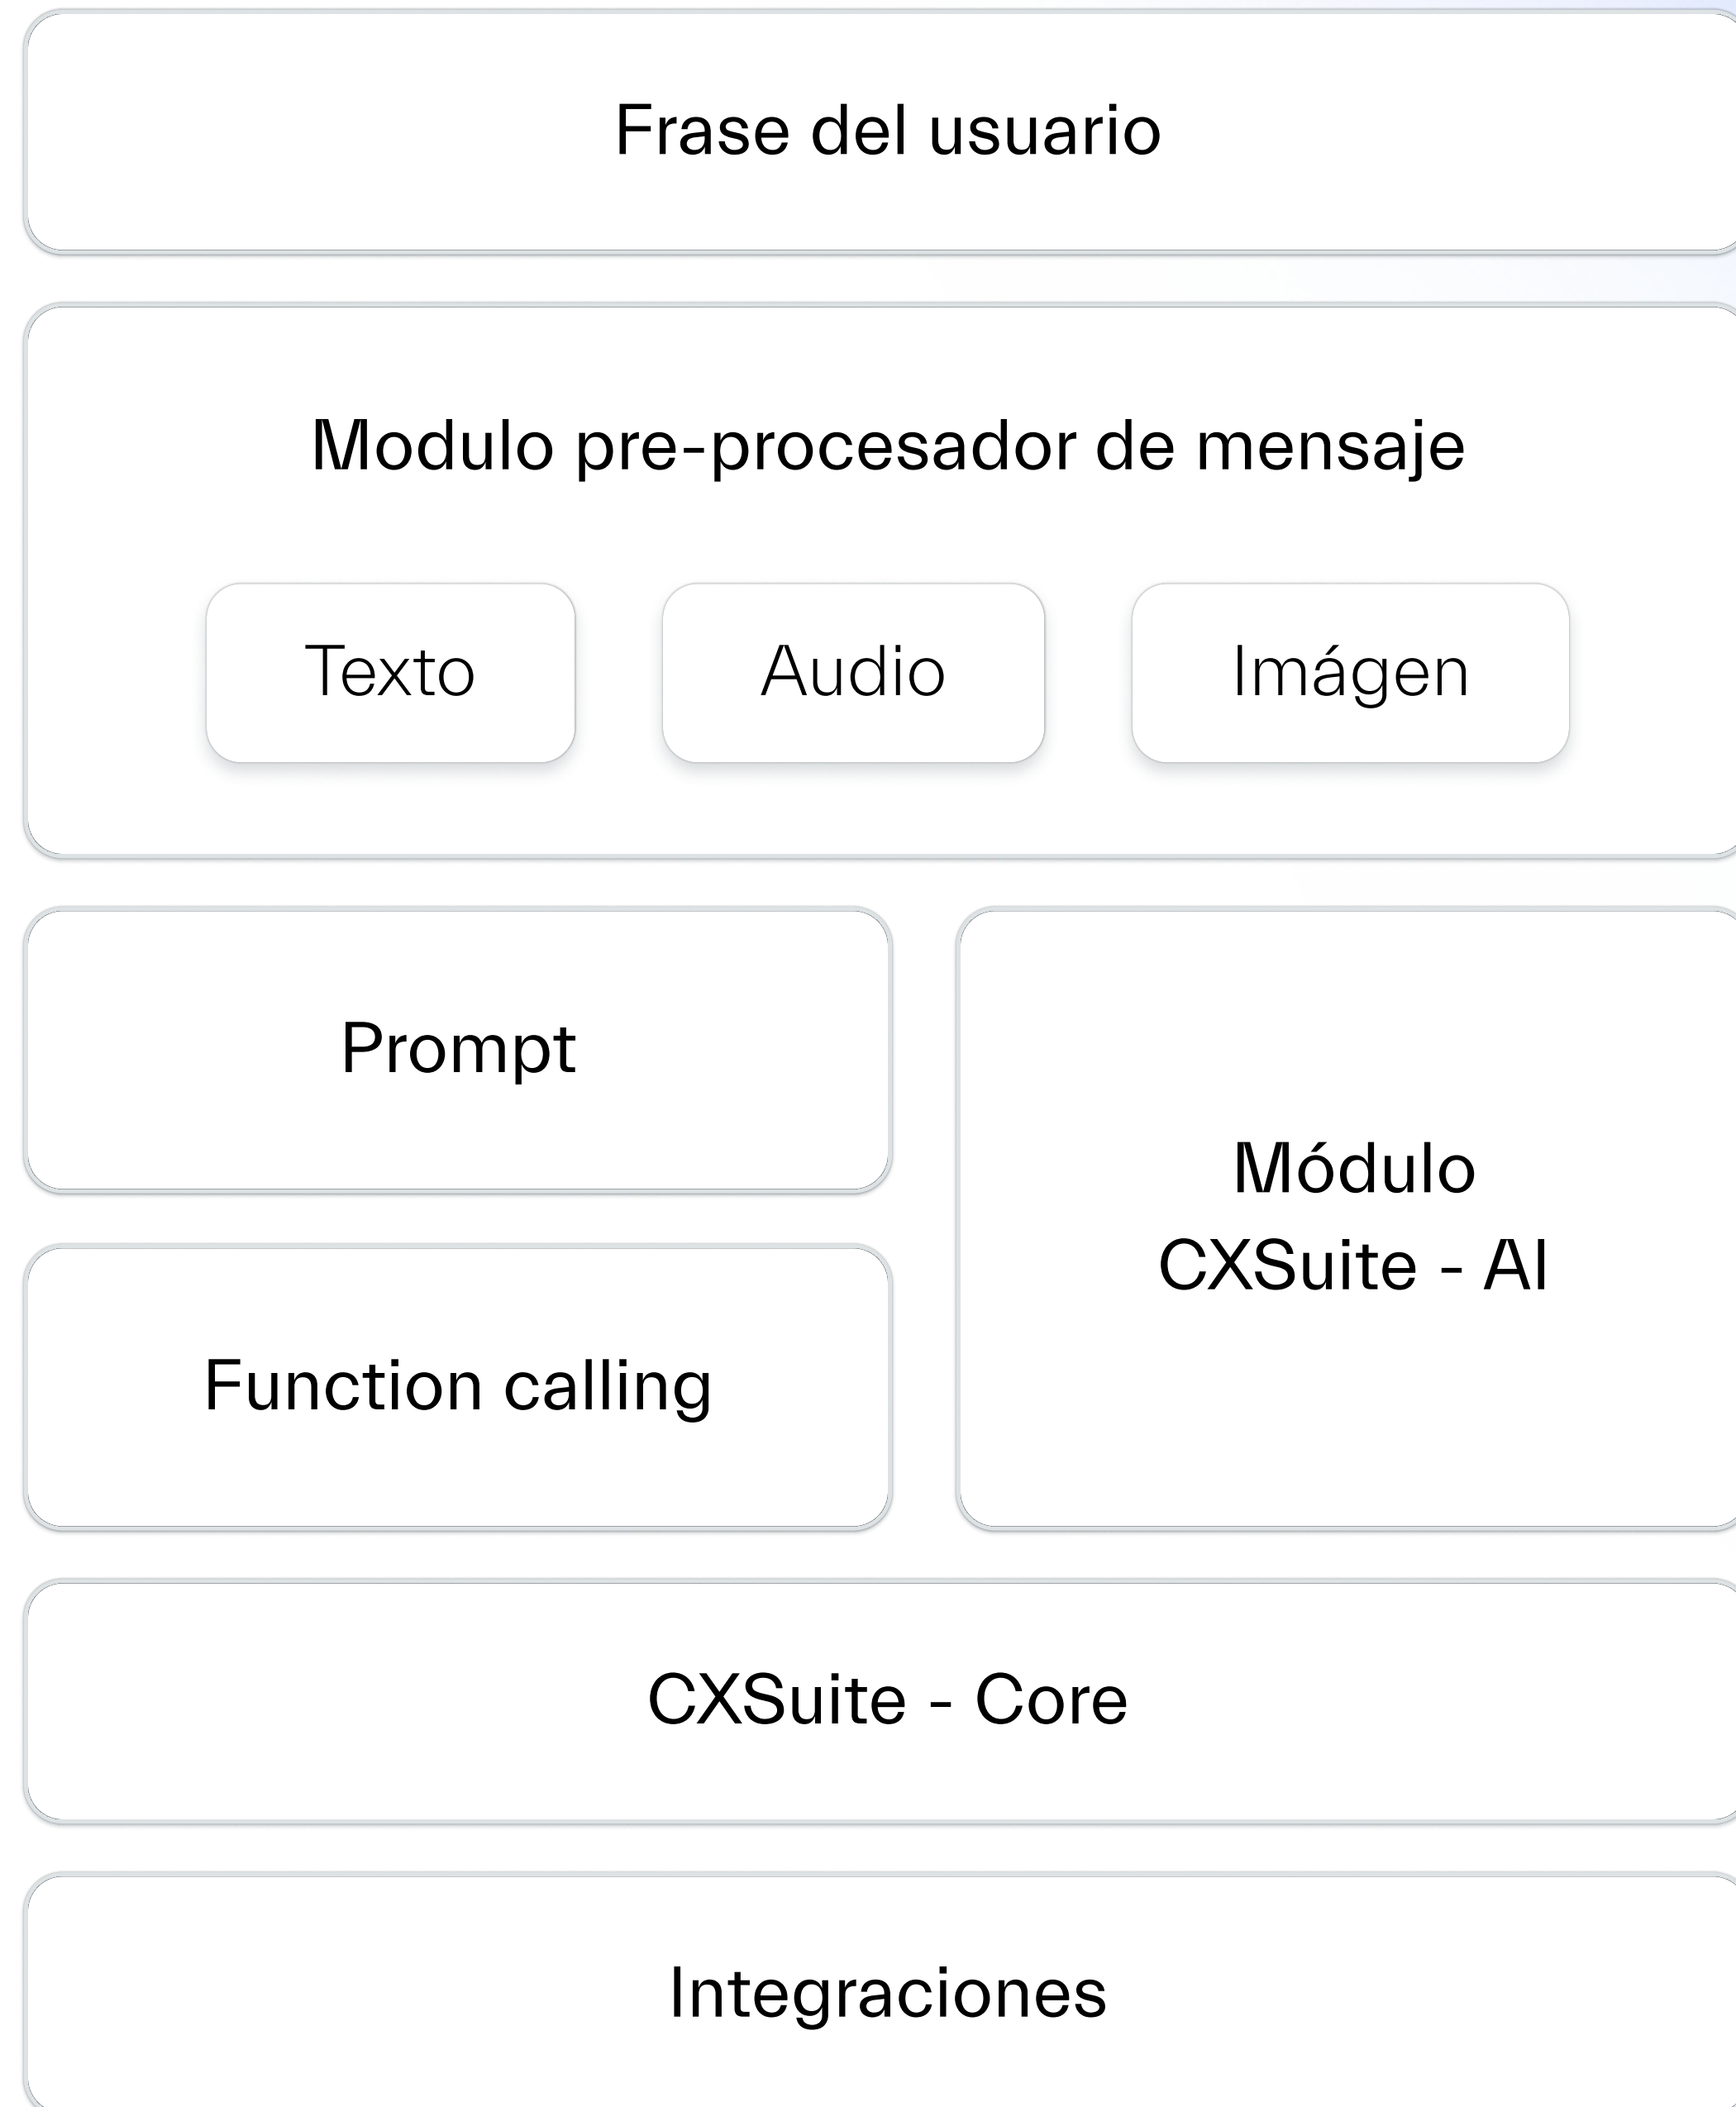 Frase del usuario
Modulo pre-procesador de mensaje
Texto
Audio
Imágen
Prompt
Function calling
Módulo
CXSuite - AI
CXSuite - Core
Integraciones